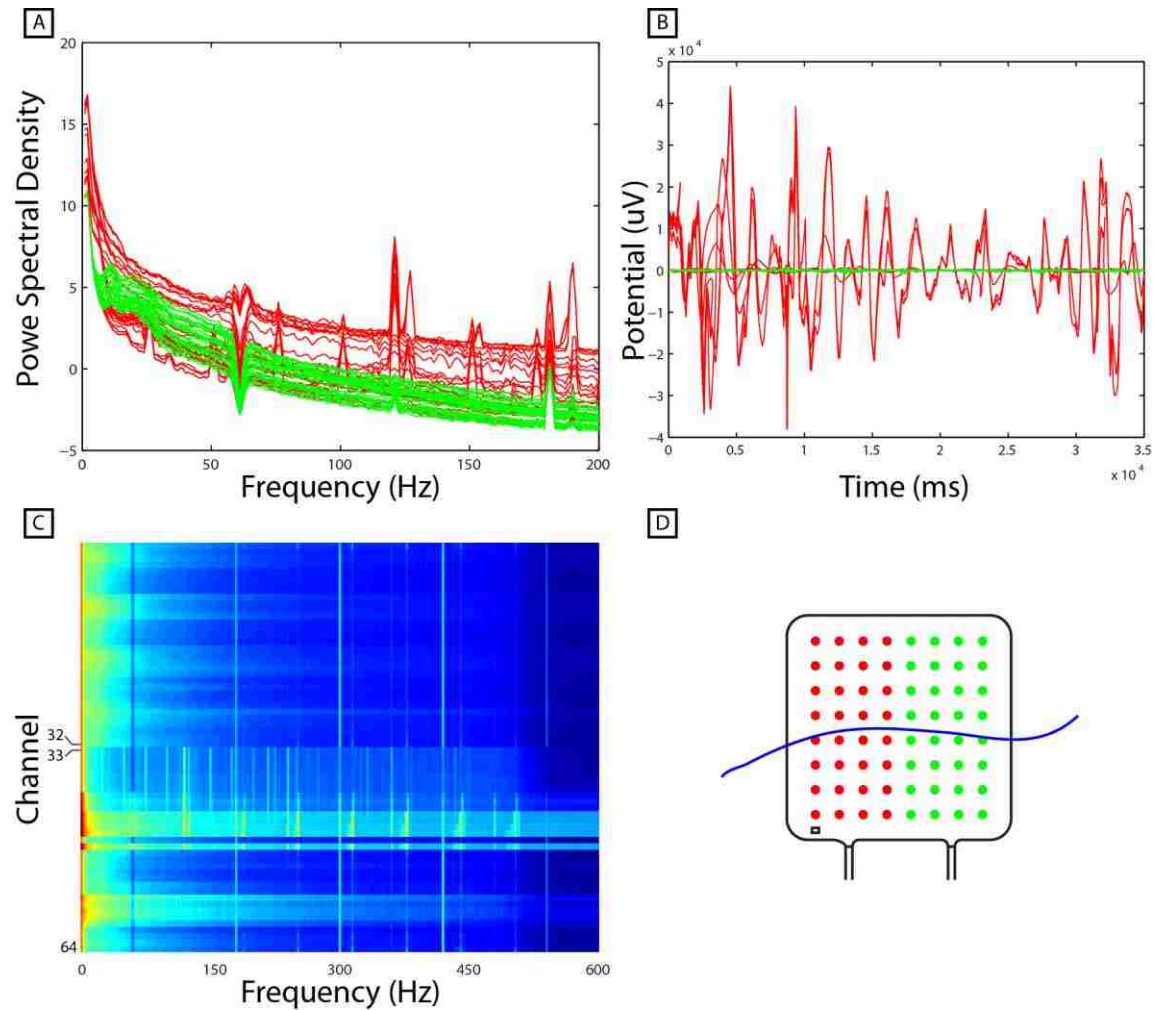 A
20
15
10
5
0
−5
0 50 100 150 200
Powe Spectral Density
Frequency (Hz)
B
x 10 4
5
4
3
2
1
0
−1
−2
−3
−4
0 0.5 1 1.5 2 2.5 3 3.5
x 10 4
Potential (uV)
Time (ms)
C
Channel
32
33
64
0 150 300 450 600
Frequency (Hz)
D